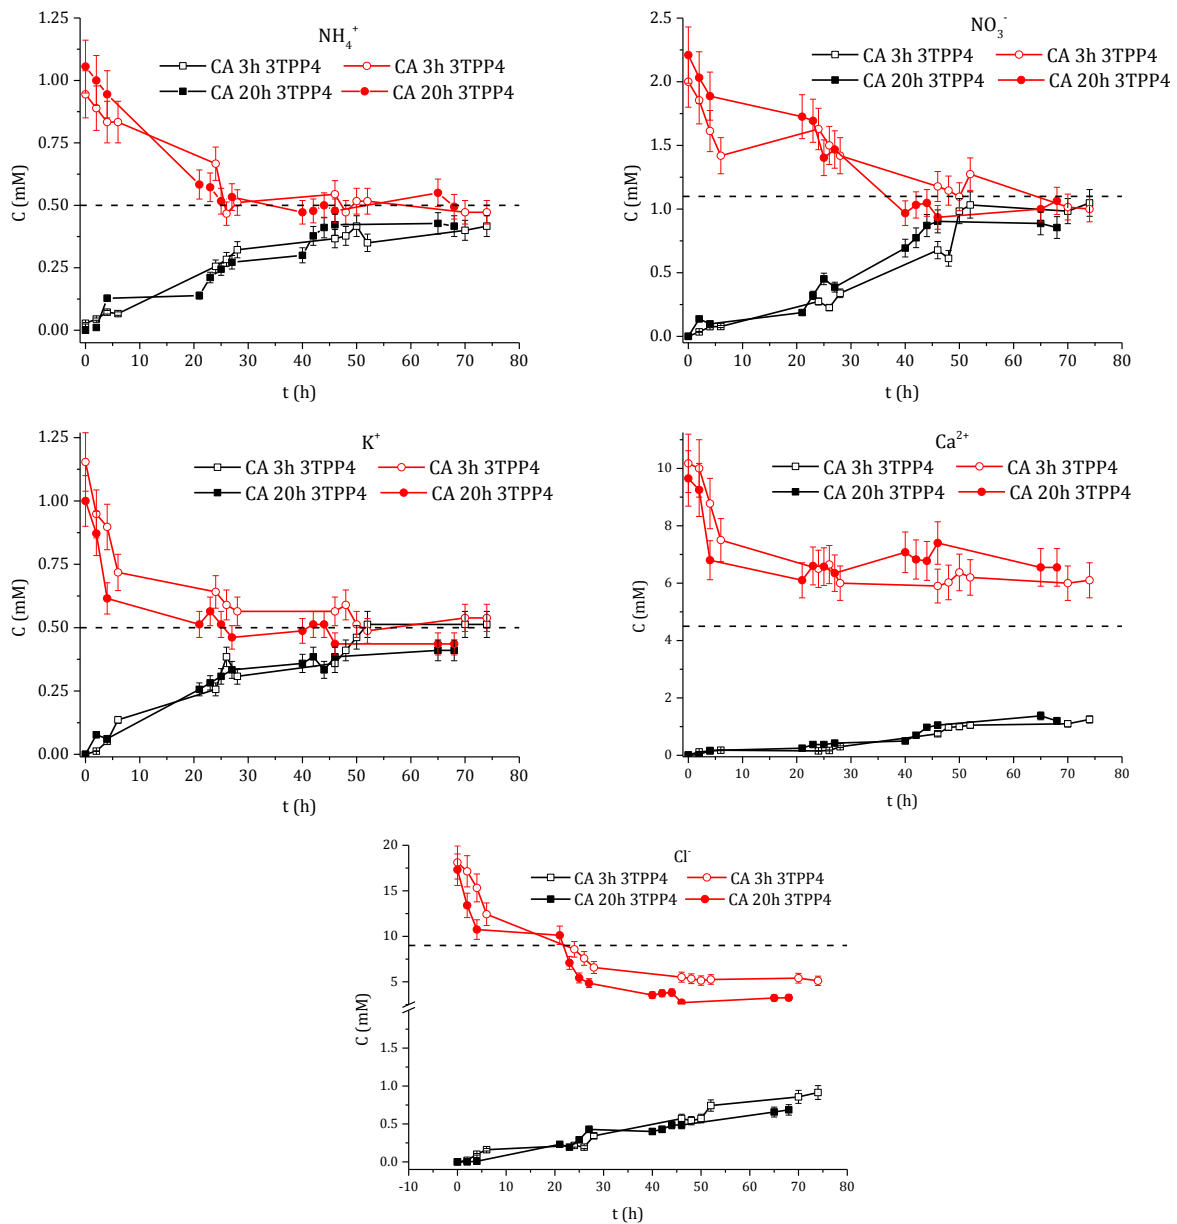 NH₄⁺
CA 3h 3TPP4 CA 3h 3TPP4
CA 20h 3TPP4 CA 20h 3TPP4
C (mM)
1.25
1.00
0.75
0.50
0.25
0.00
0 10 20 30 40 50 60 70 80
t (h)
NO₃⁻
CA 3h 3TPP4 CA 3h 3TPP4
CA 20h 3TPP4 CA 20h 3TPP4
C (mM)
2.5
2.0
1.5
1.0
0.5
0.0
0 10 20 30 40 50 60 70 80
t (h)
K⁺
CA 3h 3TPP4 CA 3h 3TPP4
CA 20h 3TPP4 CA 20h 3TPP4
C (mM)
1.25
1.00
0.75
0.50
0.25
0.00
0 10 20 30 40 50 60 70 80
t (h)
Ca²⁺
CA 3h 3TPP4 CA 3h 3TPP4
CA 20h 3TPP4 CA 20h 3TPP4
C (mM)
10
8
6
4
2
0
0 10 20 30 40 50 60 70 80
t (h)
Cl⁻
CA 3h 3TPP4 CA 3h 3TPP4
CA 20h 3TPP4 CA 20h 3TPP4
C (mM)
20
15
10
5
1.5
1.0
0.5
0.0
-10 0 10 20 30 40 50 60 70 80
t (h)